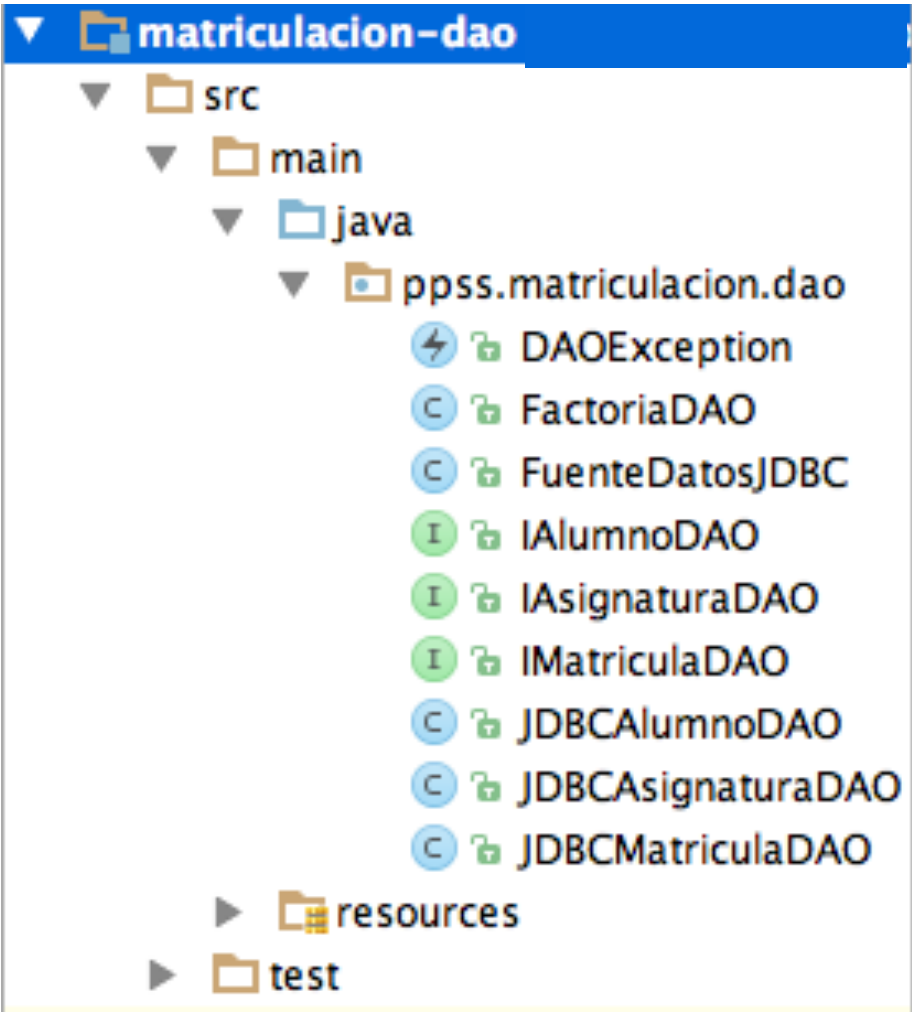 matriculacion-dao
src
main
java
ppss.matriculacion.dao
C DAOException
C FactoriaDAO
C FuenteDatosJDBC
I IAlumnoDAO
I IAsignaturaDAO
I IMatriculaDAO
C JDBCAlumnoDAO
C JDBCAsignaturaDAO
C JDBCMatriculaDAO
resources
test